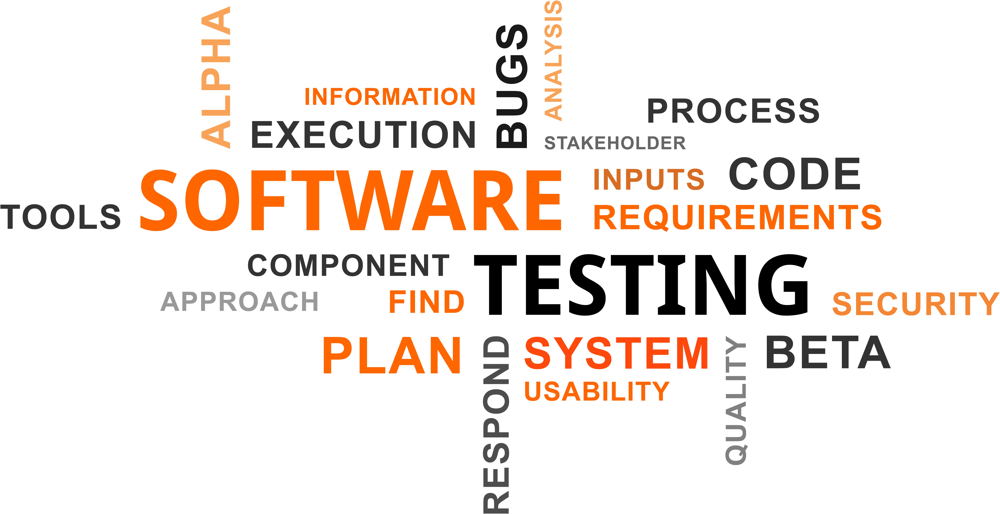 ALPHA
BUGS
ANALYSIS
INFORMATION
PROCESS
EXECUTION
STAKEHOLDER
SOFTWARE
INPUTS
CODE
TOOLS
REQUIREMENTS
COMPONENT
TESTING
APPROACH
FIND
SECURITY
PLAN
RESPOND
SYSTEM
QUALITY
BETA
USABILITY